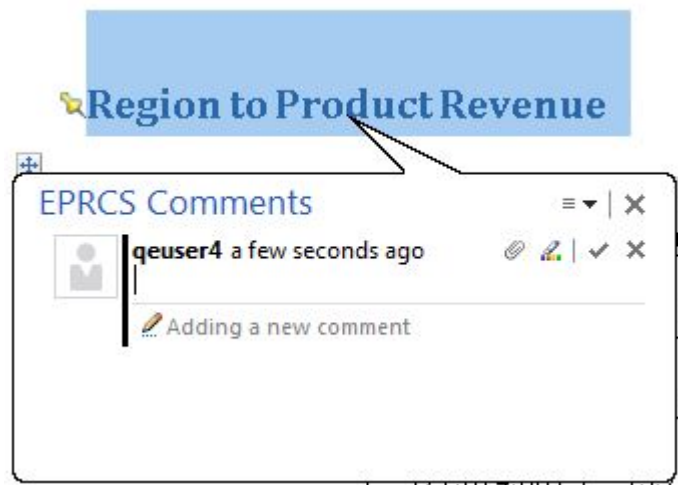 Region to Product Revenue
EPRCS Comments
qeuser4 a few seconds ago
Adding a new comment